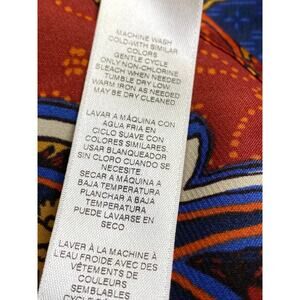 MACHINE WASH
COLD-WITH SIMILAR
COLORS
GENTLE CYCLE
ONLY NON-CHLORINE
BLEACH WHEN NEEDED
TUMBLE DRY LOW
WARM IRON AS NEEDED
MAY BE DRY CLEANED
LAVAR A MÁQUINA CON
AGUA FRIA EN
CICLO SUAVE CON
COLORES SIMILARES.
USAR BLANQUEADOR
SIN CLORO CUANDO SE
NECESITE
SECAR A MÁQUINA A
BAJA TEMPERATURA
PLANCHAR A BAJA
TEMPERATURA
PUEDE LAVARSE EN
SECO
LAVER À LA MACHINE À
L'EAU FROIDE AVEC DES
VÊTEMENTS DE
COULEURS
SEMBLABLES